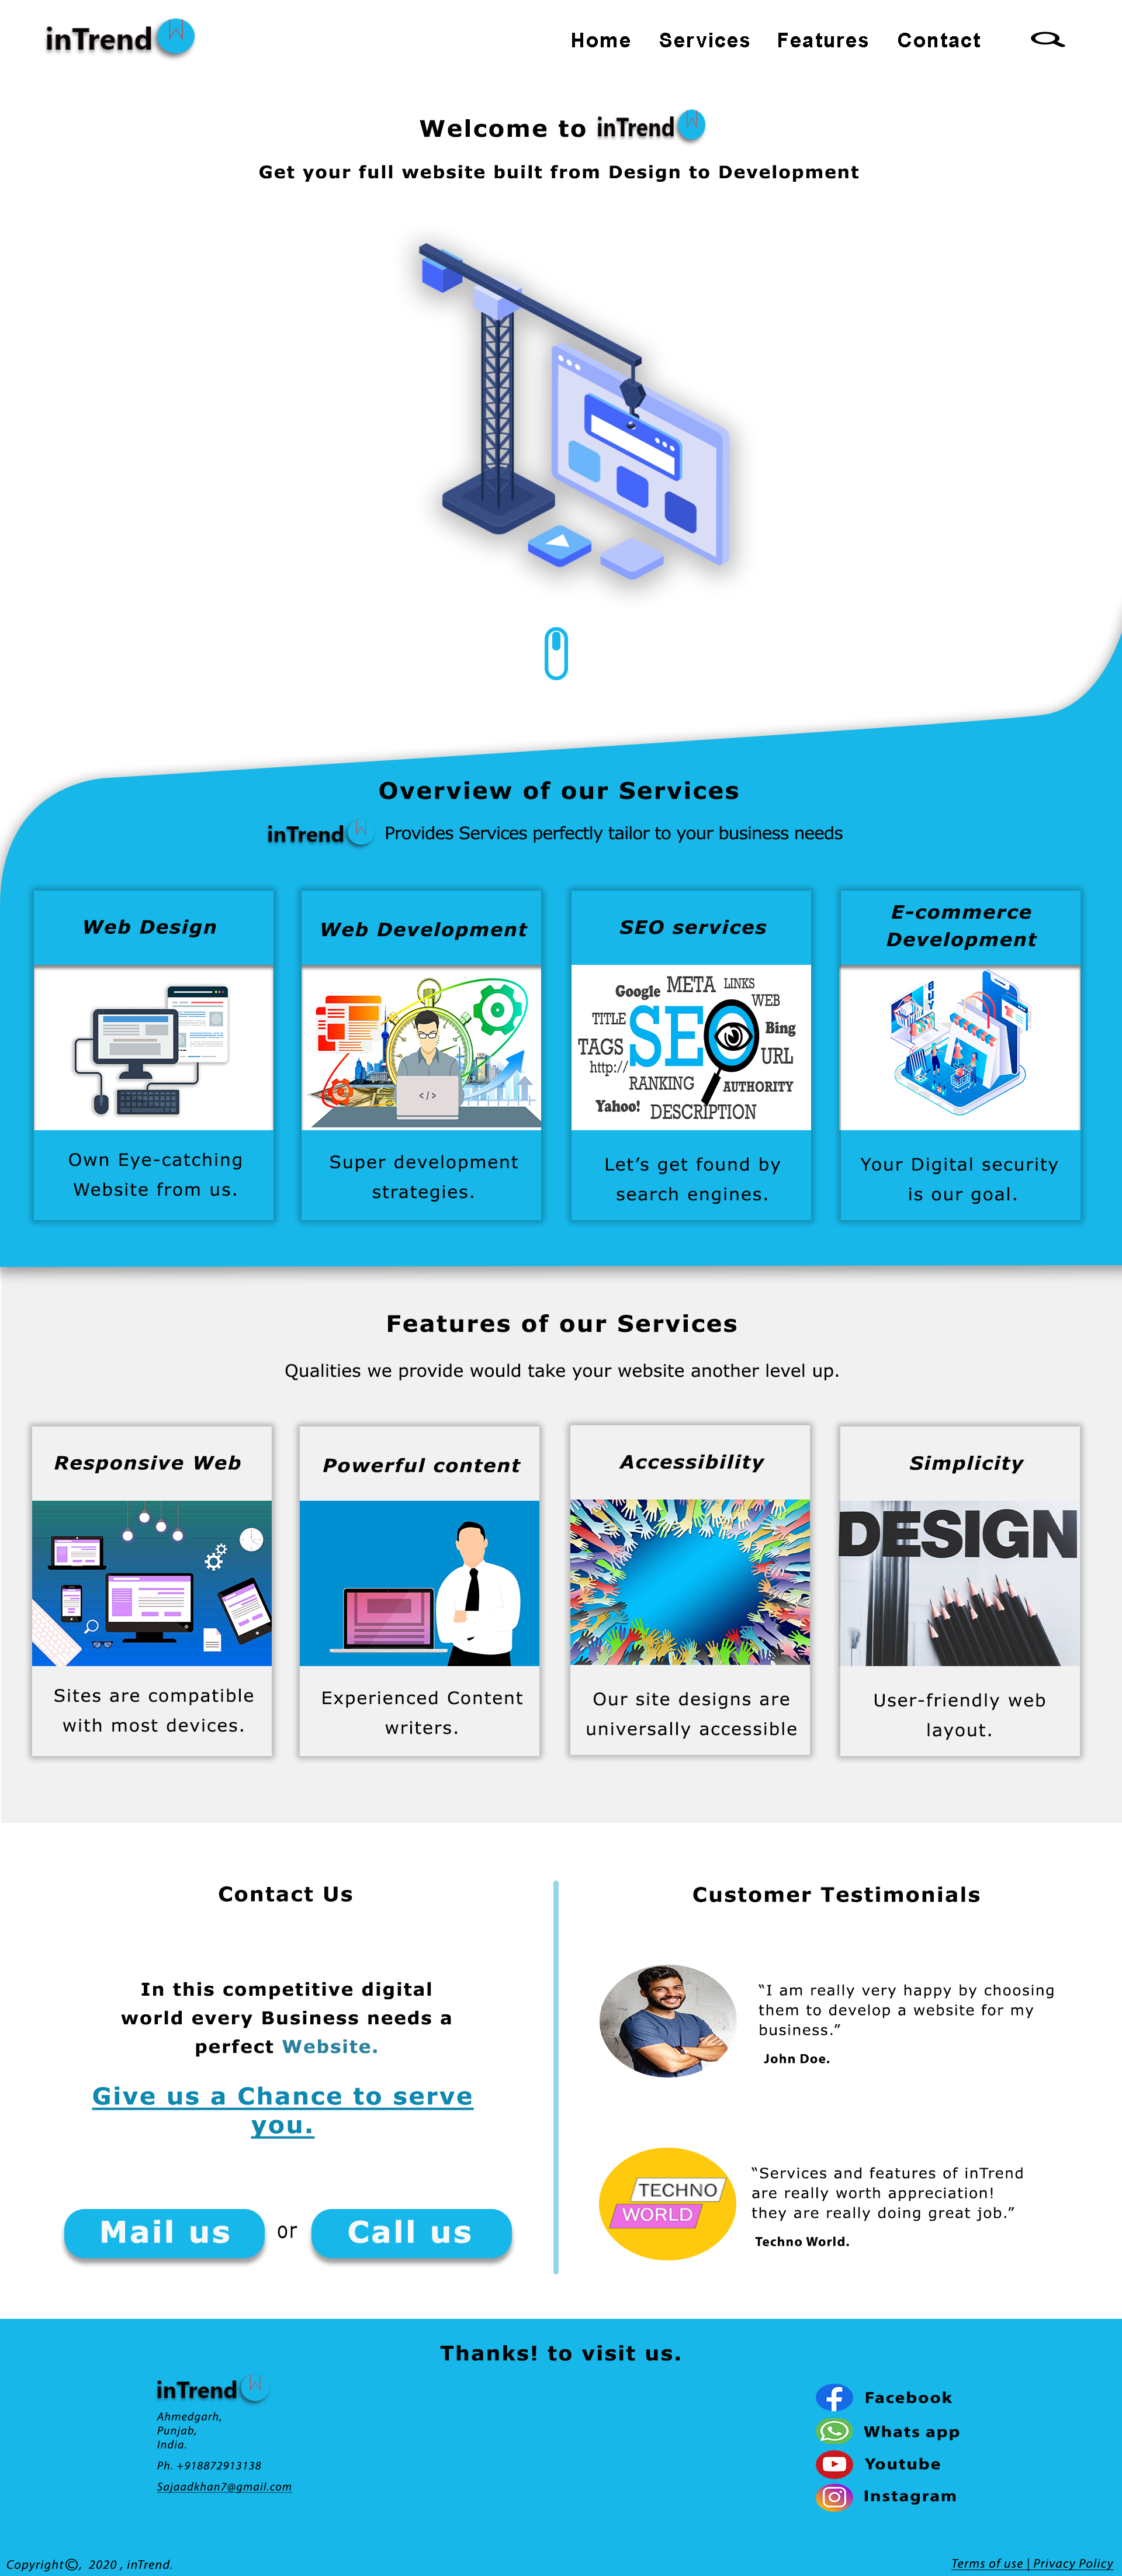 inTrend W
Home Services Features Contact
Welcome to inTrend W
Get your full website built from Design to Development
Overview of our Services
inTrend W Provides Services perfectly tailor to your business needs
Web Design
Web Development
SEO services
E-commerce
Development
</>
Google META LINKS
WEB
TITLE SEO Bing
TAGS
http:// URL
RANKING AUTHORITY
Yahoo! DESCRIPTION
BUY
Own Eye-catching
Website from us.
Super development
strategies.
Let’s get found by
search engines.
Your Digital security
is our goal.
Features of our Services
Qualities we provide would take your website another level up.
Responsive Web
Powerful content
Accessibility
Simplicity
DESIGN
Sites are compatible
with most devices.
Experienced Content
writers.
Our site designs are
universally accessible
User-friendly web
layout.
Contact Us
In this competitive digital
world every Business needs a
perfect Website.
Give us a Chance to serve
you.
Mail us or Call us
Customer Testimonials
“I am really very happy by choosing
them to develop a website for my
business.”
John Doe.
TECHNO
WORLD
“Services and features of inTrend
are really worth appreciation!
they are really doing great job.”
Techno World.
Thanks! to visit us.
inTrend W
Ahmedgarh,
Punjab,
India.
Ph. +918872913138
Sajaadkhan7@gmail.com
Facebook
Whats app
Youtube
Instagram
Copyright©, 2020 , inTrend.
Terms of use | Privacy Policy